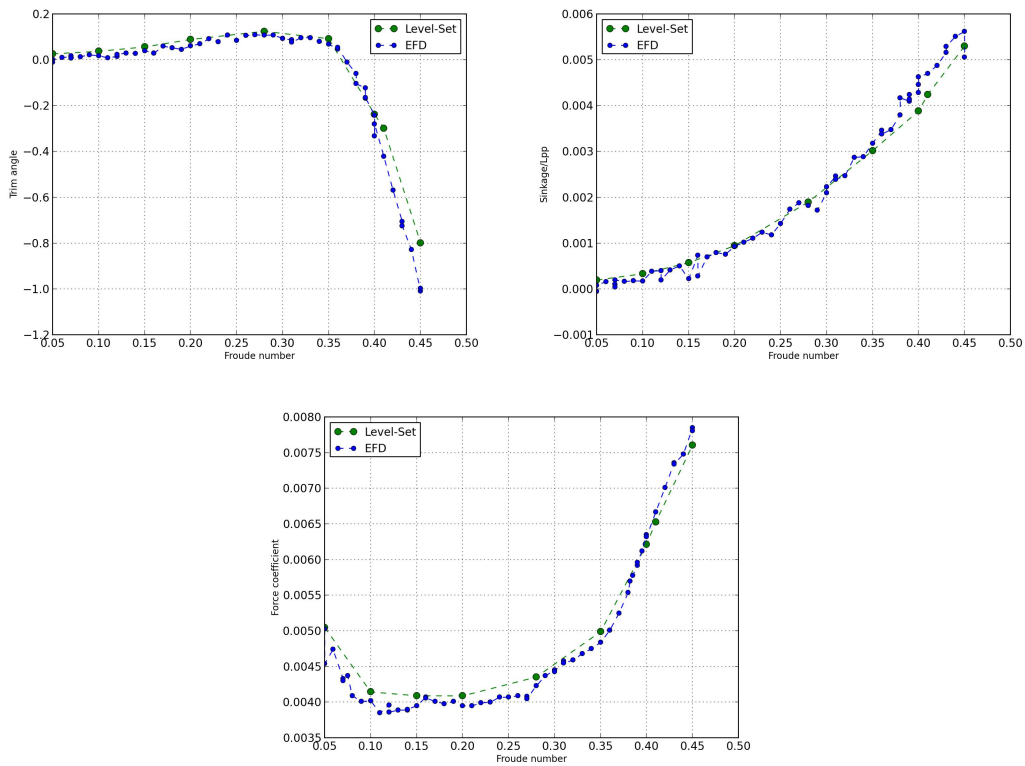 0.2
0.0
−0.2
−0.4
−0.6
−0.8
−1.0
−1.2
Trim angle
Level-Set
EFD
0.05 0.10 0.15 0.20 0.25 0.30 0.35 0.40 0.45 0.50
Froude number
0.006
0.005
0.004
0.003
0.002
0.001
0.000
−0.001
Sinkage/Lpp
Level-Set
EFD
0.05 0.10 0.15 0.20 0.25 0.30 0.35 0.40 0.45 0.50
Froude number
0.0080
0.0075
0.0070
0.0065
0.0060
0.0055
0.0050
0.0045
0.0040
0.0035
Force coefficient
Level-Set
EFD
0.05 0.10 0.15 0.20 0.25 0.30 0.35 0.40 0.45 0.50
Froude number